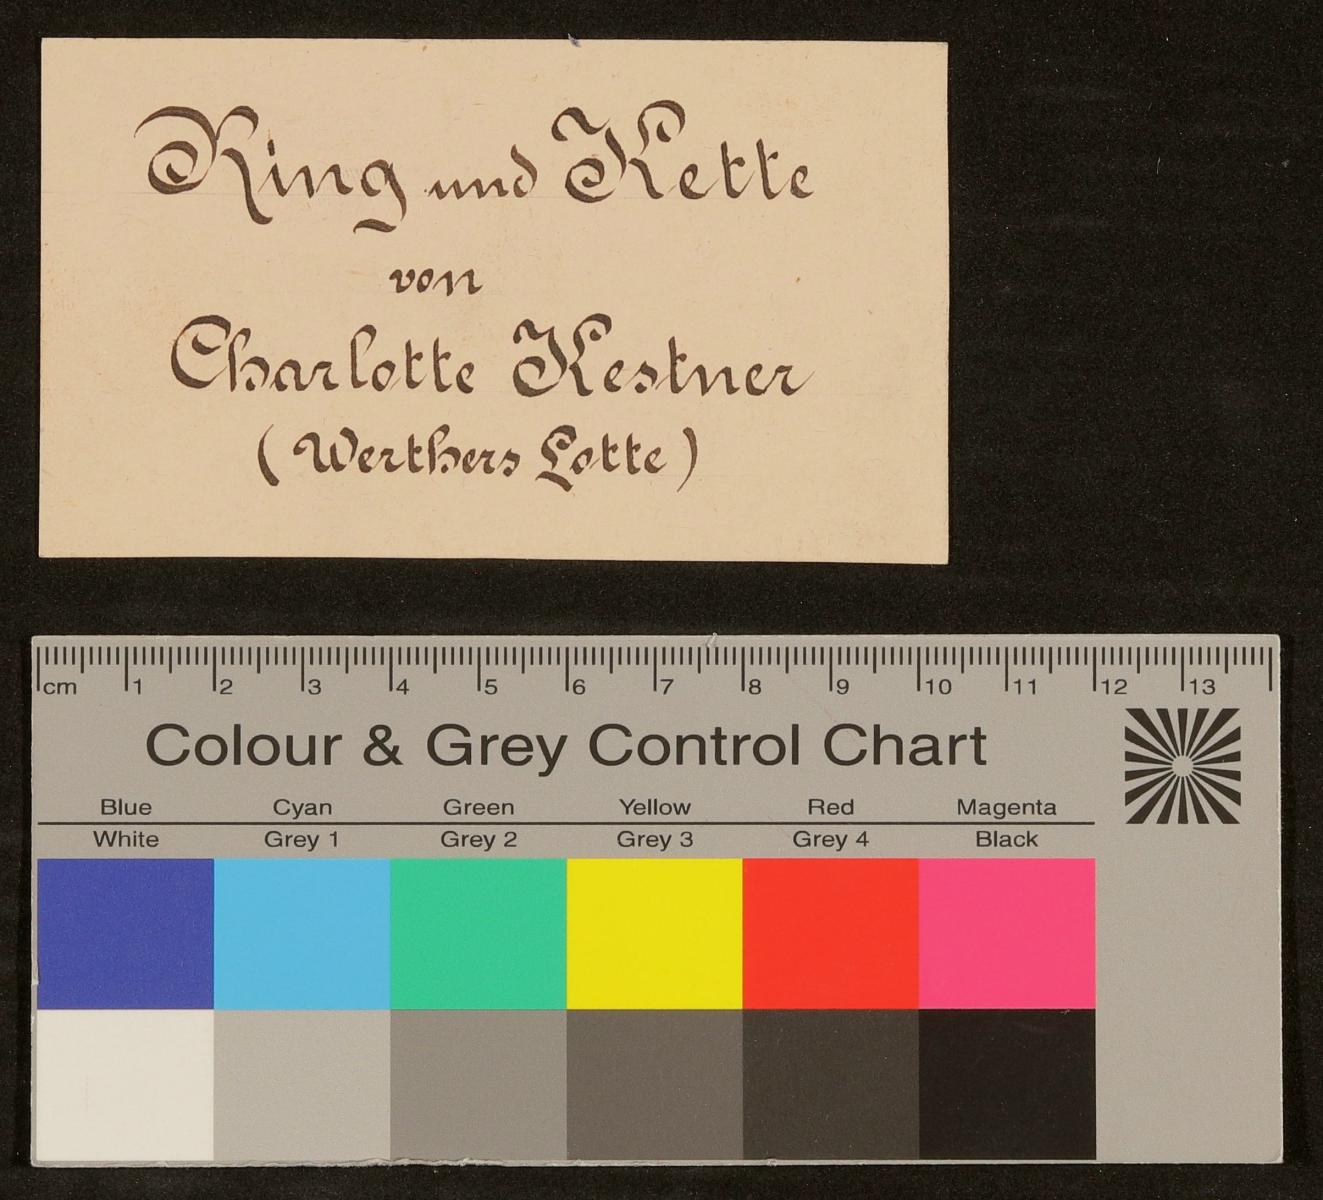 Ring und Kette
von
Charlotte Kestner
(Werthers Lotte)
cm 1 2 3 4 5 6 7 8 9 10 11 12 13
Colour & Grey Control Chart
Blue Cyan Green Yellow Red Magenta
White Grey 1 Grey 2 Grey 3 Grey 4 Black